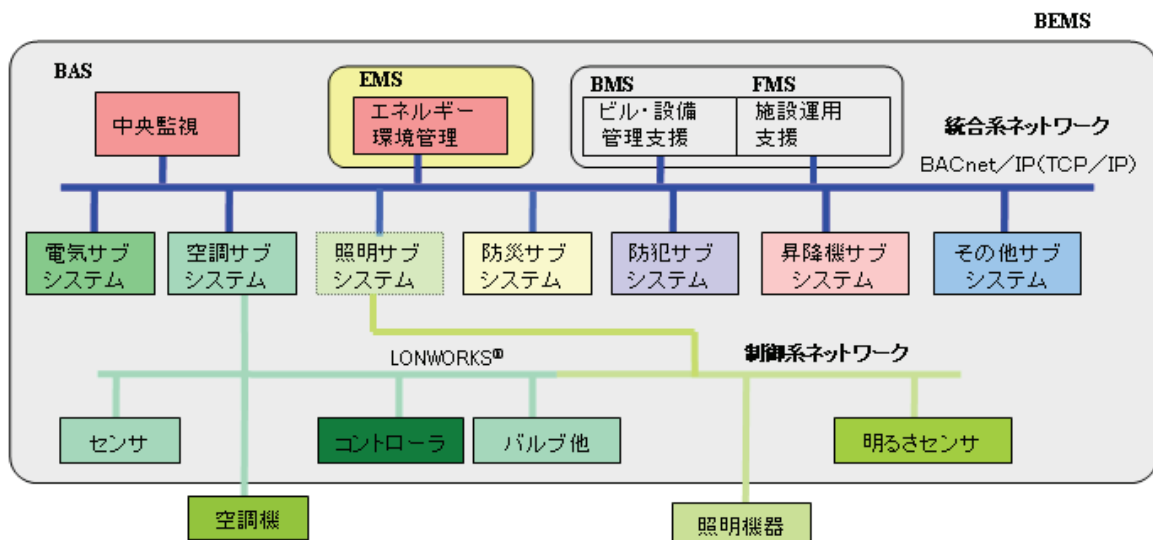 BEMS
BAS
EMS
BMS
FMS
中央監視
エネルギー
環境管理
ビル・設備
管理支援
施設運用
支援
統合系ネットワーク
BACnet／IP(TCP／IP)
電気サブ
システム
空調サブ
システム
照明サブ
システム
防災サブ
システム
防犯サブ
システム
昇降機サブ
システム
その他サブ
システム
LONWORKS®
制御系ネットワーク
センサ
コントローラ
バルブ他
明るさセンサ
空調機
照明機器